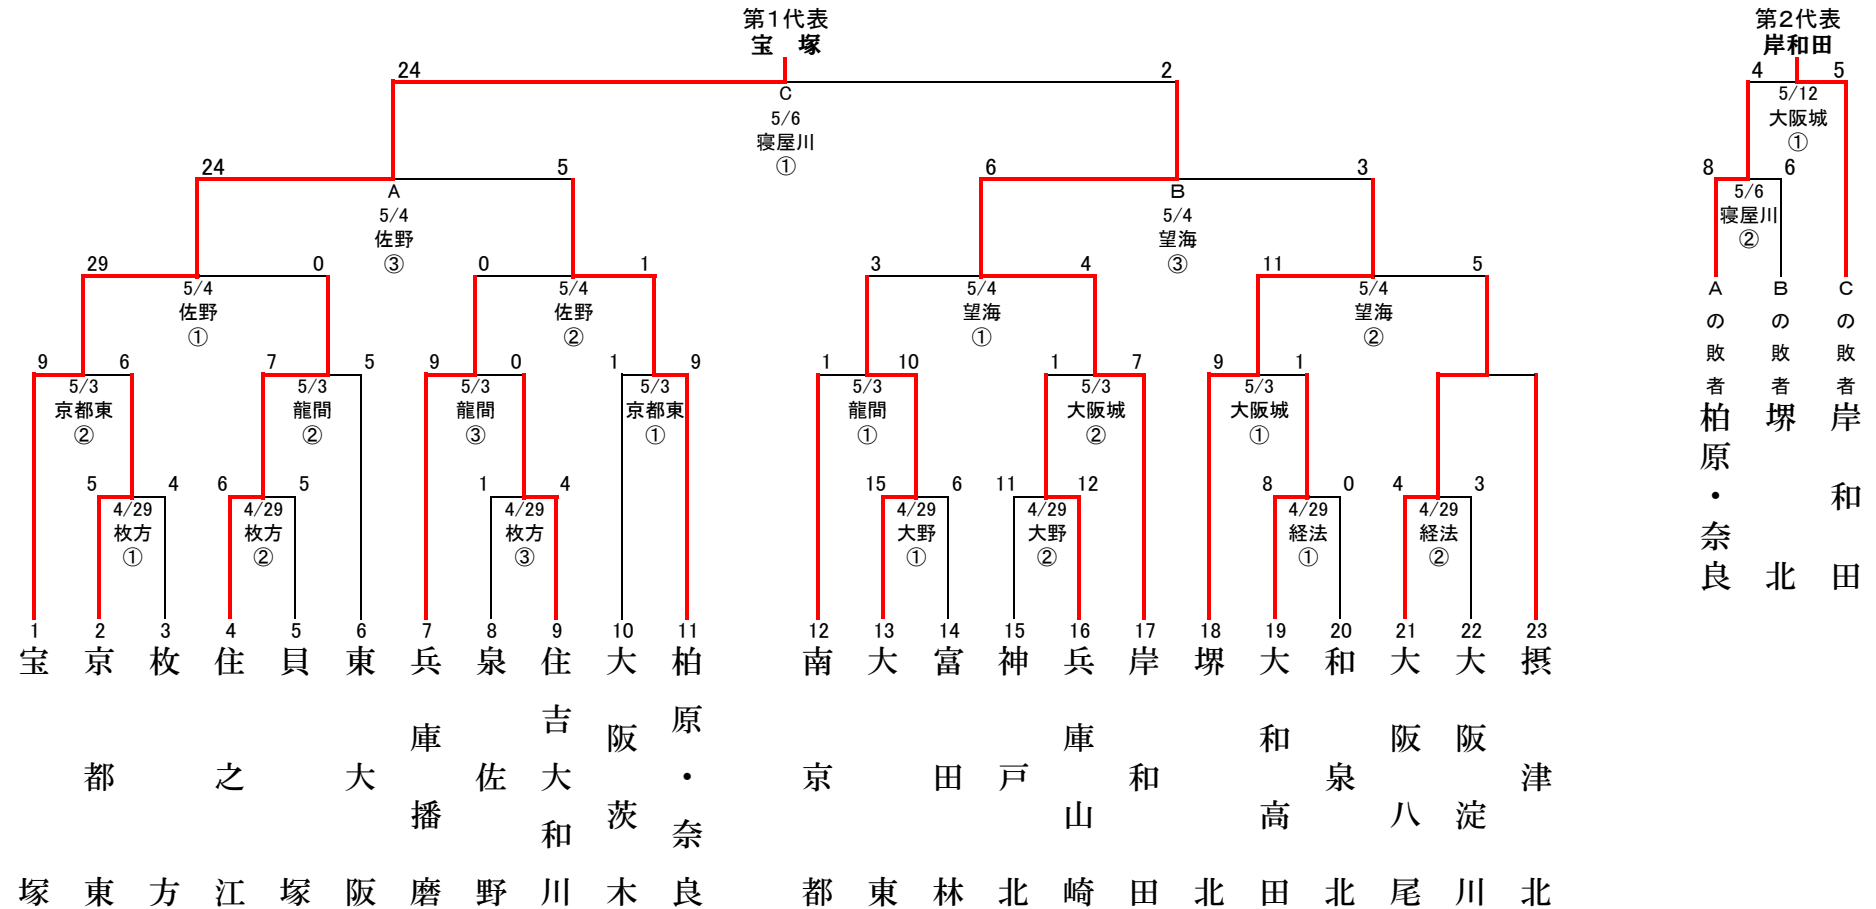 第1代表
宝 塚
24 2
C
5/6
寝屋川
①
24 5
A
5/4
佐野
③
6 3
B
5/4
望海
③
29 0
5/4
佐野
①
0 1
5/4
佐野
②
3 4
5/4
望海
①
11 5
5/4
望海
②
9 6
5/3
京都東
②
7 5
5/3
龍間
②
9 0
5/3
龍間
③
1 9
5/3
京都東
①
1 10
5/3
龍間
①
1 7
5/3
大阪城
②
9 1
5/3
大阪城
①
5 4
4/29
枚方
①
6 5
4/29
枚方
②
1 4
4/29
枚方
③
15 6
4/29
大野
①
11 12
4/29
大野
②
8 0
4/29
経法
①
4 3
4/29
経法
②
1
宝塚
2
京都東
3
枚方
4
住之江
5
貝塚
6
東大阪
7
兵庫播磨
8
泉佐野
9
住吉大和川
10
大阪茨木
11
柏原・奈良
12
南京都
13
大東
14
富田林
15
神戸北
16
兵庫山崎
17
岸和田
18
堺北
19
大和高田
20
和泉北
21
大阪八尾
22
大阪淀川
23
摂津北
第2代表
岸和田
4 5
5/12
大阪城
①
8 6
5/6
寝屋川
②
Aの敗者
柏原・奈良
Bの敗者
堺北
Cの敗者
岸和田